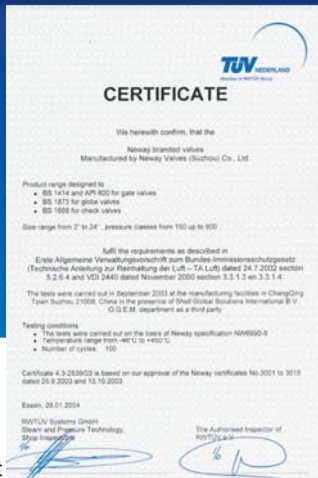 TÜV NEDERLAND
Member of RWTÜV Group
CERTIFICATE
We herewith confirm, that the
Neway branded valves
Manufactured by Neway Valves (Suzhou) Co., Ltd.
Product range designed to
• BS 1414 and API 600 for gate valves
• BS 1873 for globe valves
• BS 1868 for check valves
Size range from 2" to 24", pressure classes from 150 up to 900
fulfil the requirements as described in
Erste Allgemeine Verwaltungsvorschrift zum Bundes-Immissionsschutzgesetz
(Technische Anleitung zur Reinhaltung der Luft – TA Luft) dated 24.7.2002 section
5.2.6.4 and VDI 2440 dated November 2000 section 3.3.1.3 en 3.3.1.4.
The tests were carried out in September 2003 at the manufacturing facilities in ChengQing
Town Suzhou, 21006, China in the presence of Shell Global Solutions International B.V.
O.G.E.M. department as a third party
Testing conditions
• The tests were carried out on the basis of Neway specification
• Temperature range from -46°C to +450°C
• Number of cycles: 100
Certificate 4.3-2539/03 is based on our approval of the Neway certificates No.3001 to 3015
dated 25.9.2003 and 10.10.2003
Essen, 29.01.2004
RWTÜV Systems GmbH
Steam and Pressure Technology,
Shop Inspections
The Authorised Inspector of
RWTÜV e.V.
t